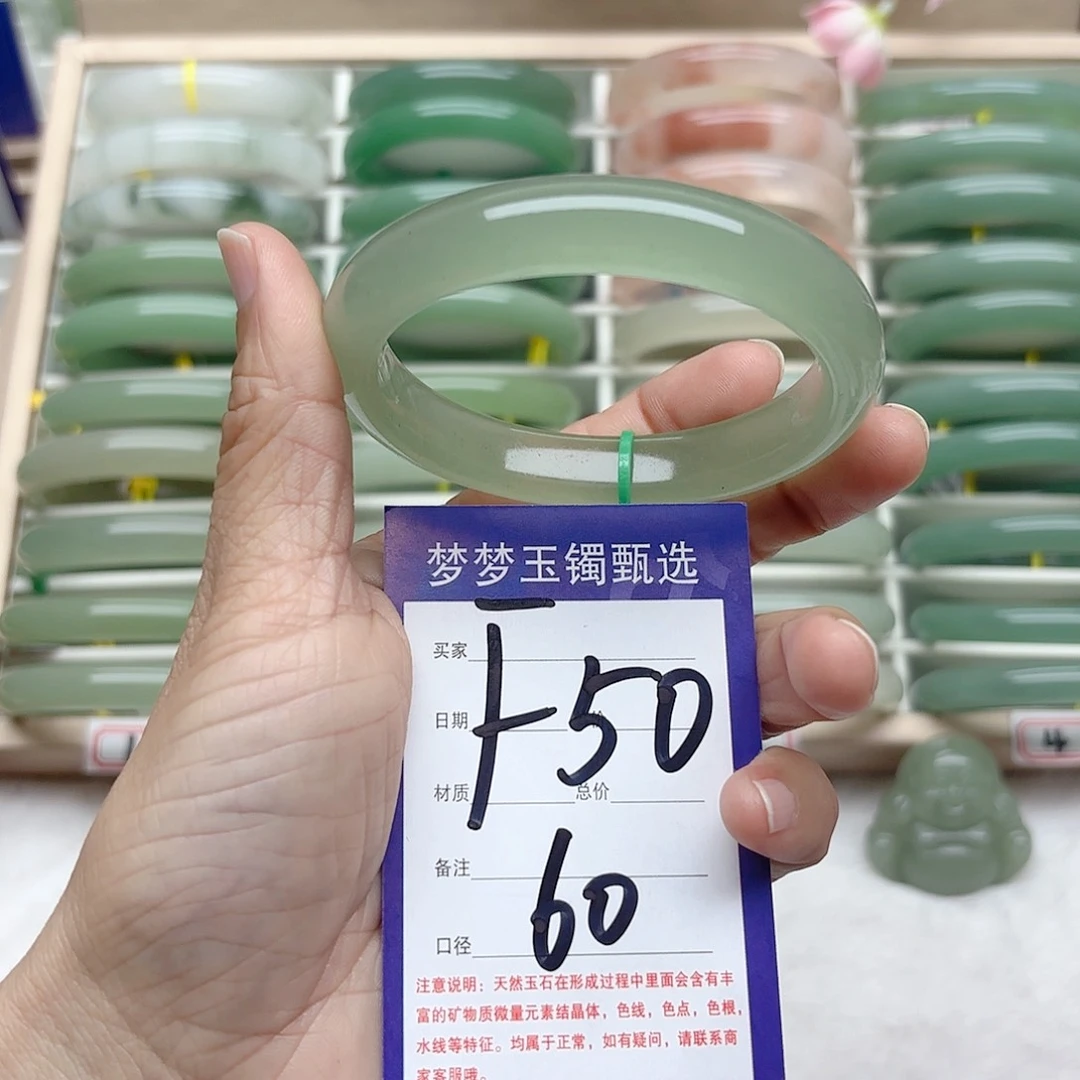 梦梦玉镯甄选
买家
F50
日期
材质 总价
备注
60
口径
注意说明：天然玉石在形成过程中里面会含有丰
富的矿物质微量元素结晶体，色线，色点，色根，
水线等特征。均属于正常，如有疑问，请联系商
家客服哦。
4